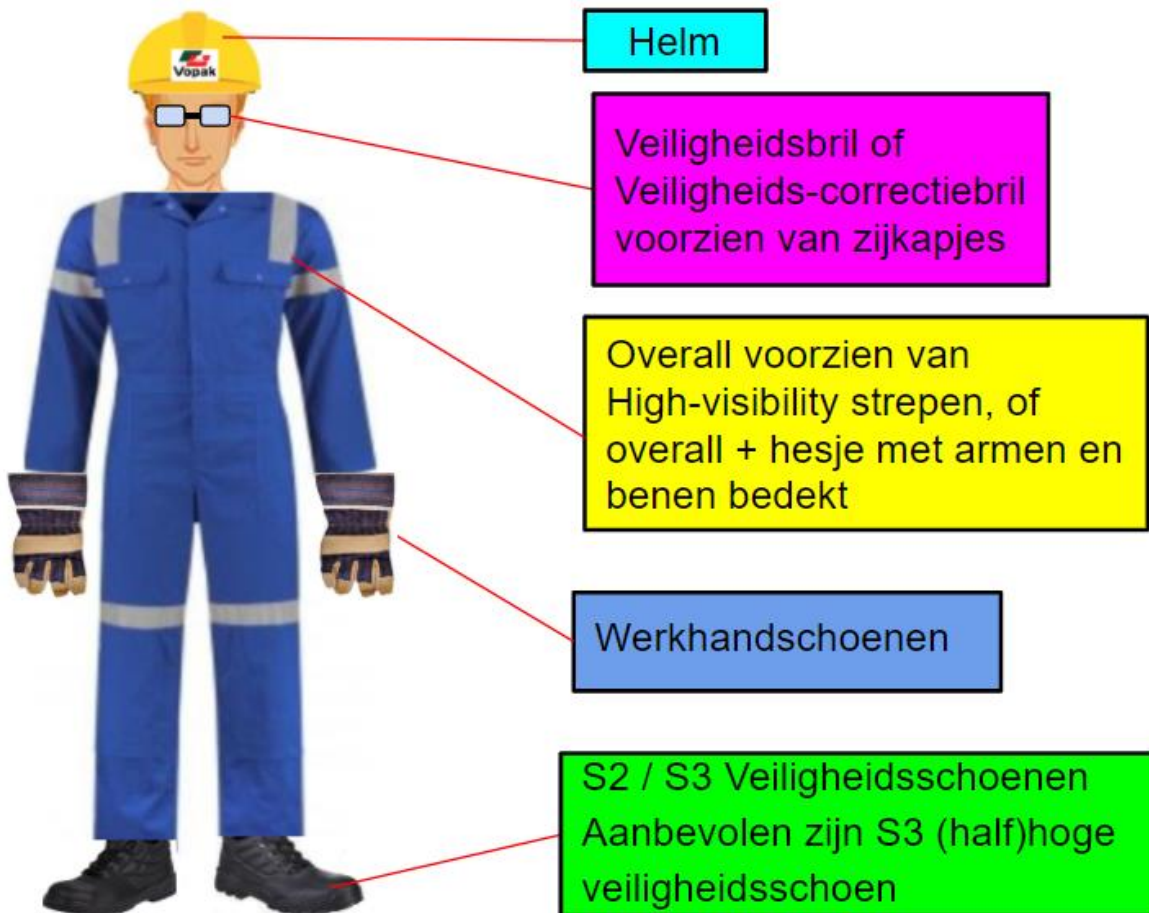 Vopak
Helm
Veiligheidsbril of
Veiligheids-correctiebril
voorzien van zijkapjes
Overall voorzien van
High-visibility strepen, of
overall + hesje met armen en
benen bedekt
Werkhandschoenen
S2 / S3 Veiligheidsschoenen
Aanbevolen zijn S3 (half)hoge
veiligheidsschoen